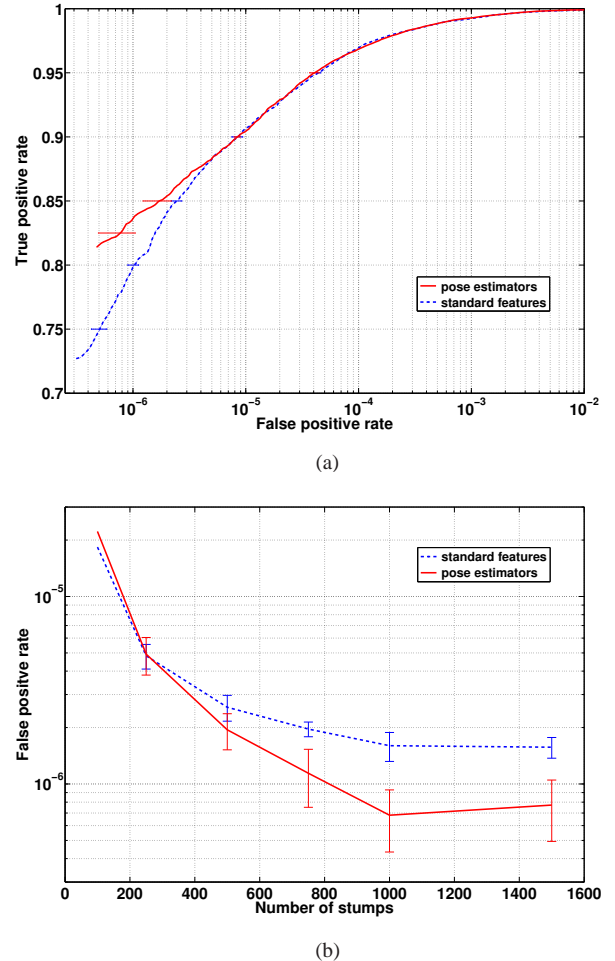 1
0.95
0.9
0.85
0.8
0.75
0.7
True positive rate
pose estimators
standard features
10^-6
10^-5
10^-4
10^-3
10^-2
False positive rate
(a)
standard features
pose estimators
10^-5
10^-6
False positive rate
0
200
400
600
800
1000
1200
1400
1600
Number of stumps
(b)